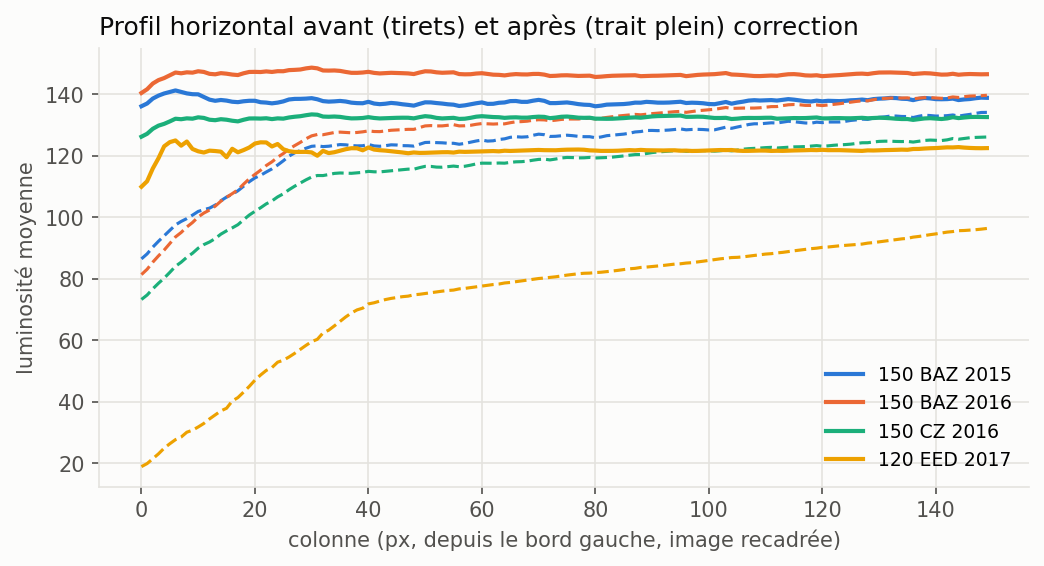 Profil horizontal avant (tirets) et après (trait plein) correction
luminosité moyenne
140
120
100
80
60
40
20
150 BAZ 2015
150 BAZ 2016
150 CZ 2016
120 EED 2017
0 20 40 60 80 100 120 140
colonne (px, depuis le bord gauche, image recadrée)